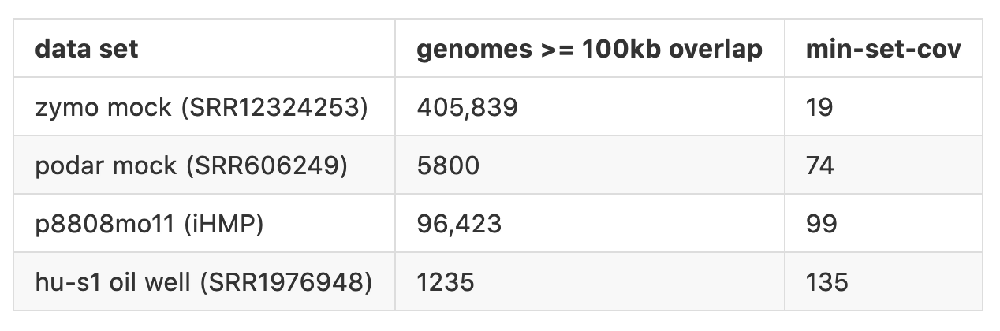 data set genomes >= 100kb overlap min-set-cov
zymo mock (SRR12324253) 405,839 19
podar mock (SRR606249) 5800 74
p8808mo11 (iHMP) 96,423 99
hu-s1 oil well (SRR1976948) 1235 135